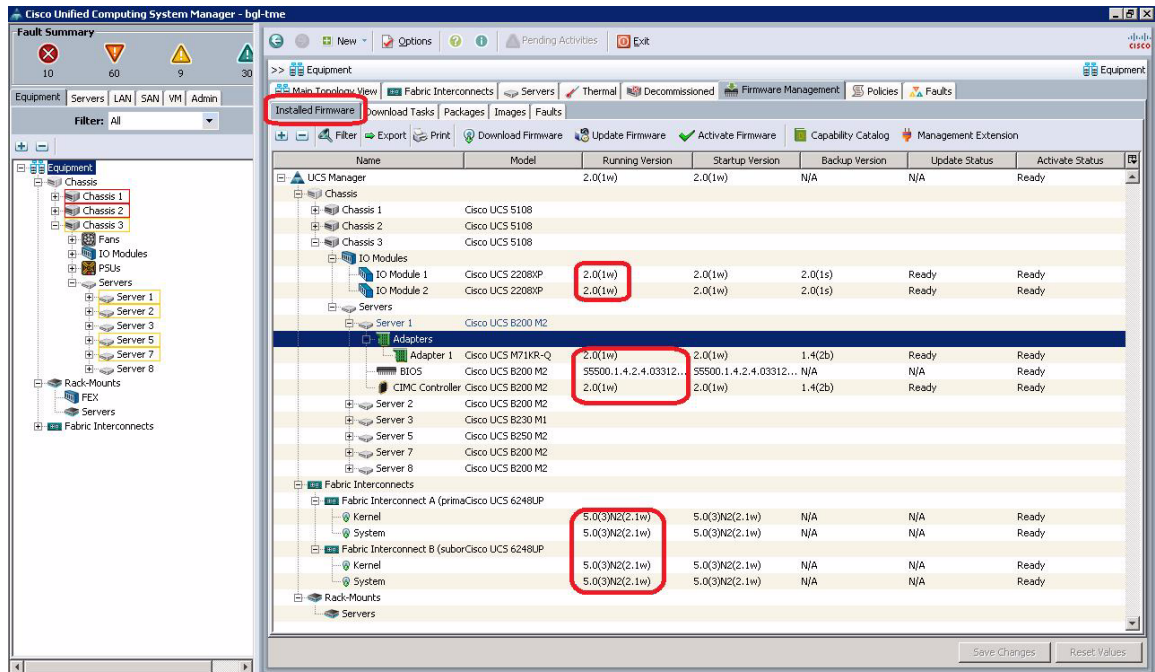 Cisco Unified Computing System Manager - bgl-tme
Fault Summary
10 60 9 30
New Options Pending Activities Exit
cisco
>> Equipment Equipment
Equipment Servers LAN SAN VM Admin
Filter: All
Main Topology View Fabric Interconnects Servers Thermal Decommissioned Firmware Management Policies Faults
Installed Firmware Download Tasks Packages Images Faults
Filter Export Print Download Firmware Update Firmware Activate Firmware Capability Catalog Management Extension
Equipment
Chassis
Chassis 1
Chassis 2
Chassis 3
Fans
IO Modules
PSUs
Servers
Server 1
Server 2
Server 3
Server 5
Server 7
Server 8
Rack-Mounts
FEX
Servers
Fabric Interconnects
Name Model Running Version Startup Version Backup Version Update Status Activate Status
UCS Manager 2.0(1w) 2.0(1w) N/A N/A Ready
Chassis
Chassis 1 Cisco UCS 5108
Chassis 2 Cisco UCS 5108
Chassis 3 Cisco UCS 5108
IO Modules
IO Module 1 Cisco UCS 2208XP 2.0(1w) 2.0(1w) 2.0(1s) Ready Ready
IO Module 2 Cisco UCS 2208XP 2.0(1w) 2.0(1w) 2.0(1s) Ready Ready
Servers
Server 1 Cisco UCS B200 M2
Adapters
Adapter 1 Cisco UCS M71KR-Q 2.0(1w) 2.0(1w) 1.4(2b) Ready Ready
BIOS Cisco UCS B200 M2 S5500.1.4.2.4.03312... S5500.1.4.2.4.03312... N/A N/A Ready
CIMC Controller Cisco UCS B200 M2 2.0(1w) 2.0(1w) 1.4(2b) Ready Ready
Server 2 Cisco UCS B200 M2
Server 3 Cisco UCS B230 M1
Server 5 Cisco UCS B250 M2
Server 7 Cisco UCS B200 M2
Server 8 Cisco UCS B200 M2
Fabric Interconnects
Fabric Interconnect A (prima Cisco UCS 6248UP
Kernel 5.0(3)N2(2.1w) 5.0(3)N2(2.1w) N/A N/A Ready
System 5.0(3)N2(2.1w) 5.0(3)N2(2.1w) N/A N/A Ready
Fabric Interconnect B (subor Cisco UCS 6248UP
Kernel 5.0(3)N2(2.1w) 5.0(3)N2(2.1w) N/A N/A Ready
System 5.0(3)N2(2.1w) 5.0(3)N2(2.1w) N/A N/A Ready
Rack-Mounts
Servers
Save Changes Reset Values